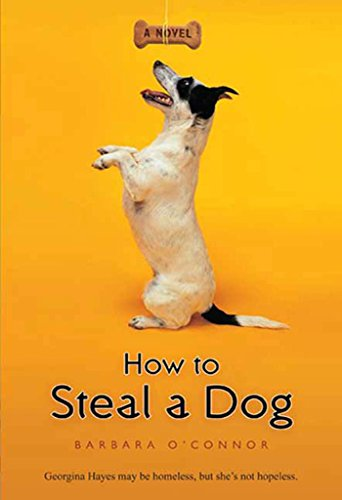 A NOVEL
How to
Steal a Dog
BARBARA O'CONNOR
Georgina Hayes may be homeless, but she's not hopeless.